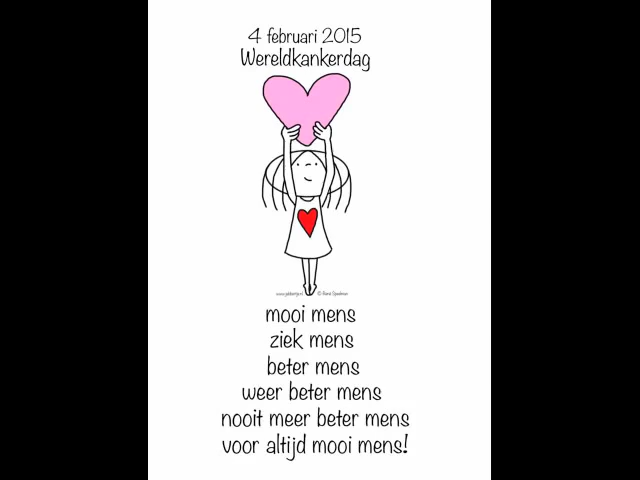 4 februari 2015
Wereldkankerdag
mooi mens
ziek mens
beter mens
weer beter mens
nooit meer beter mens
voor altijd mooi mens!